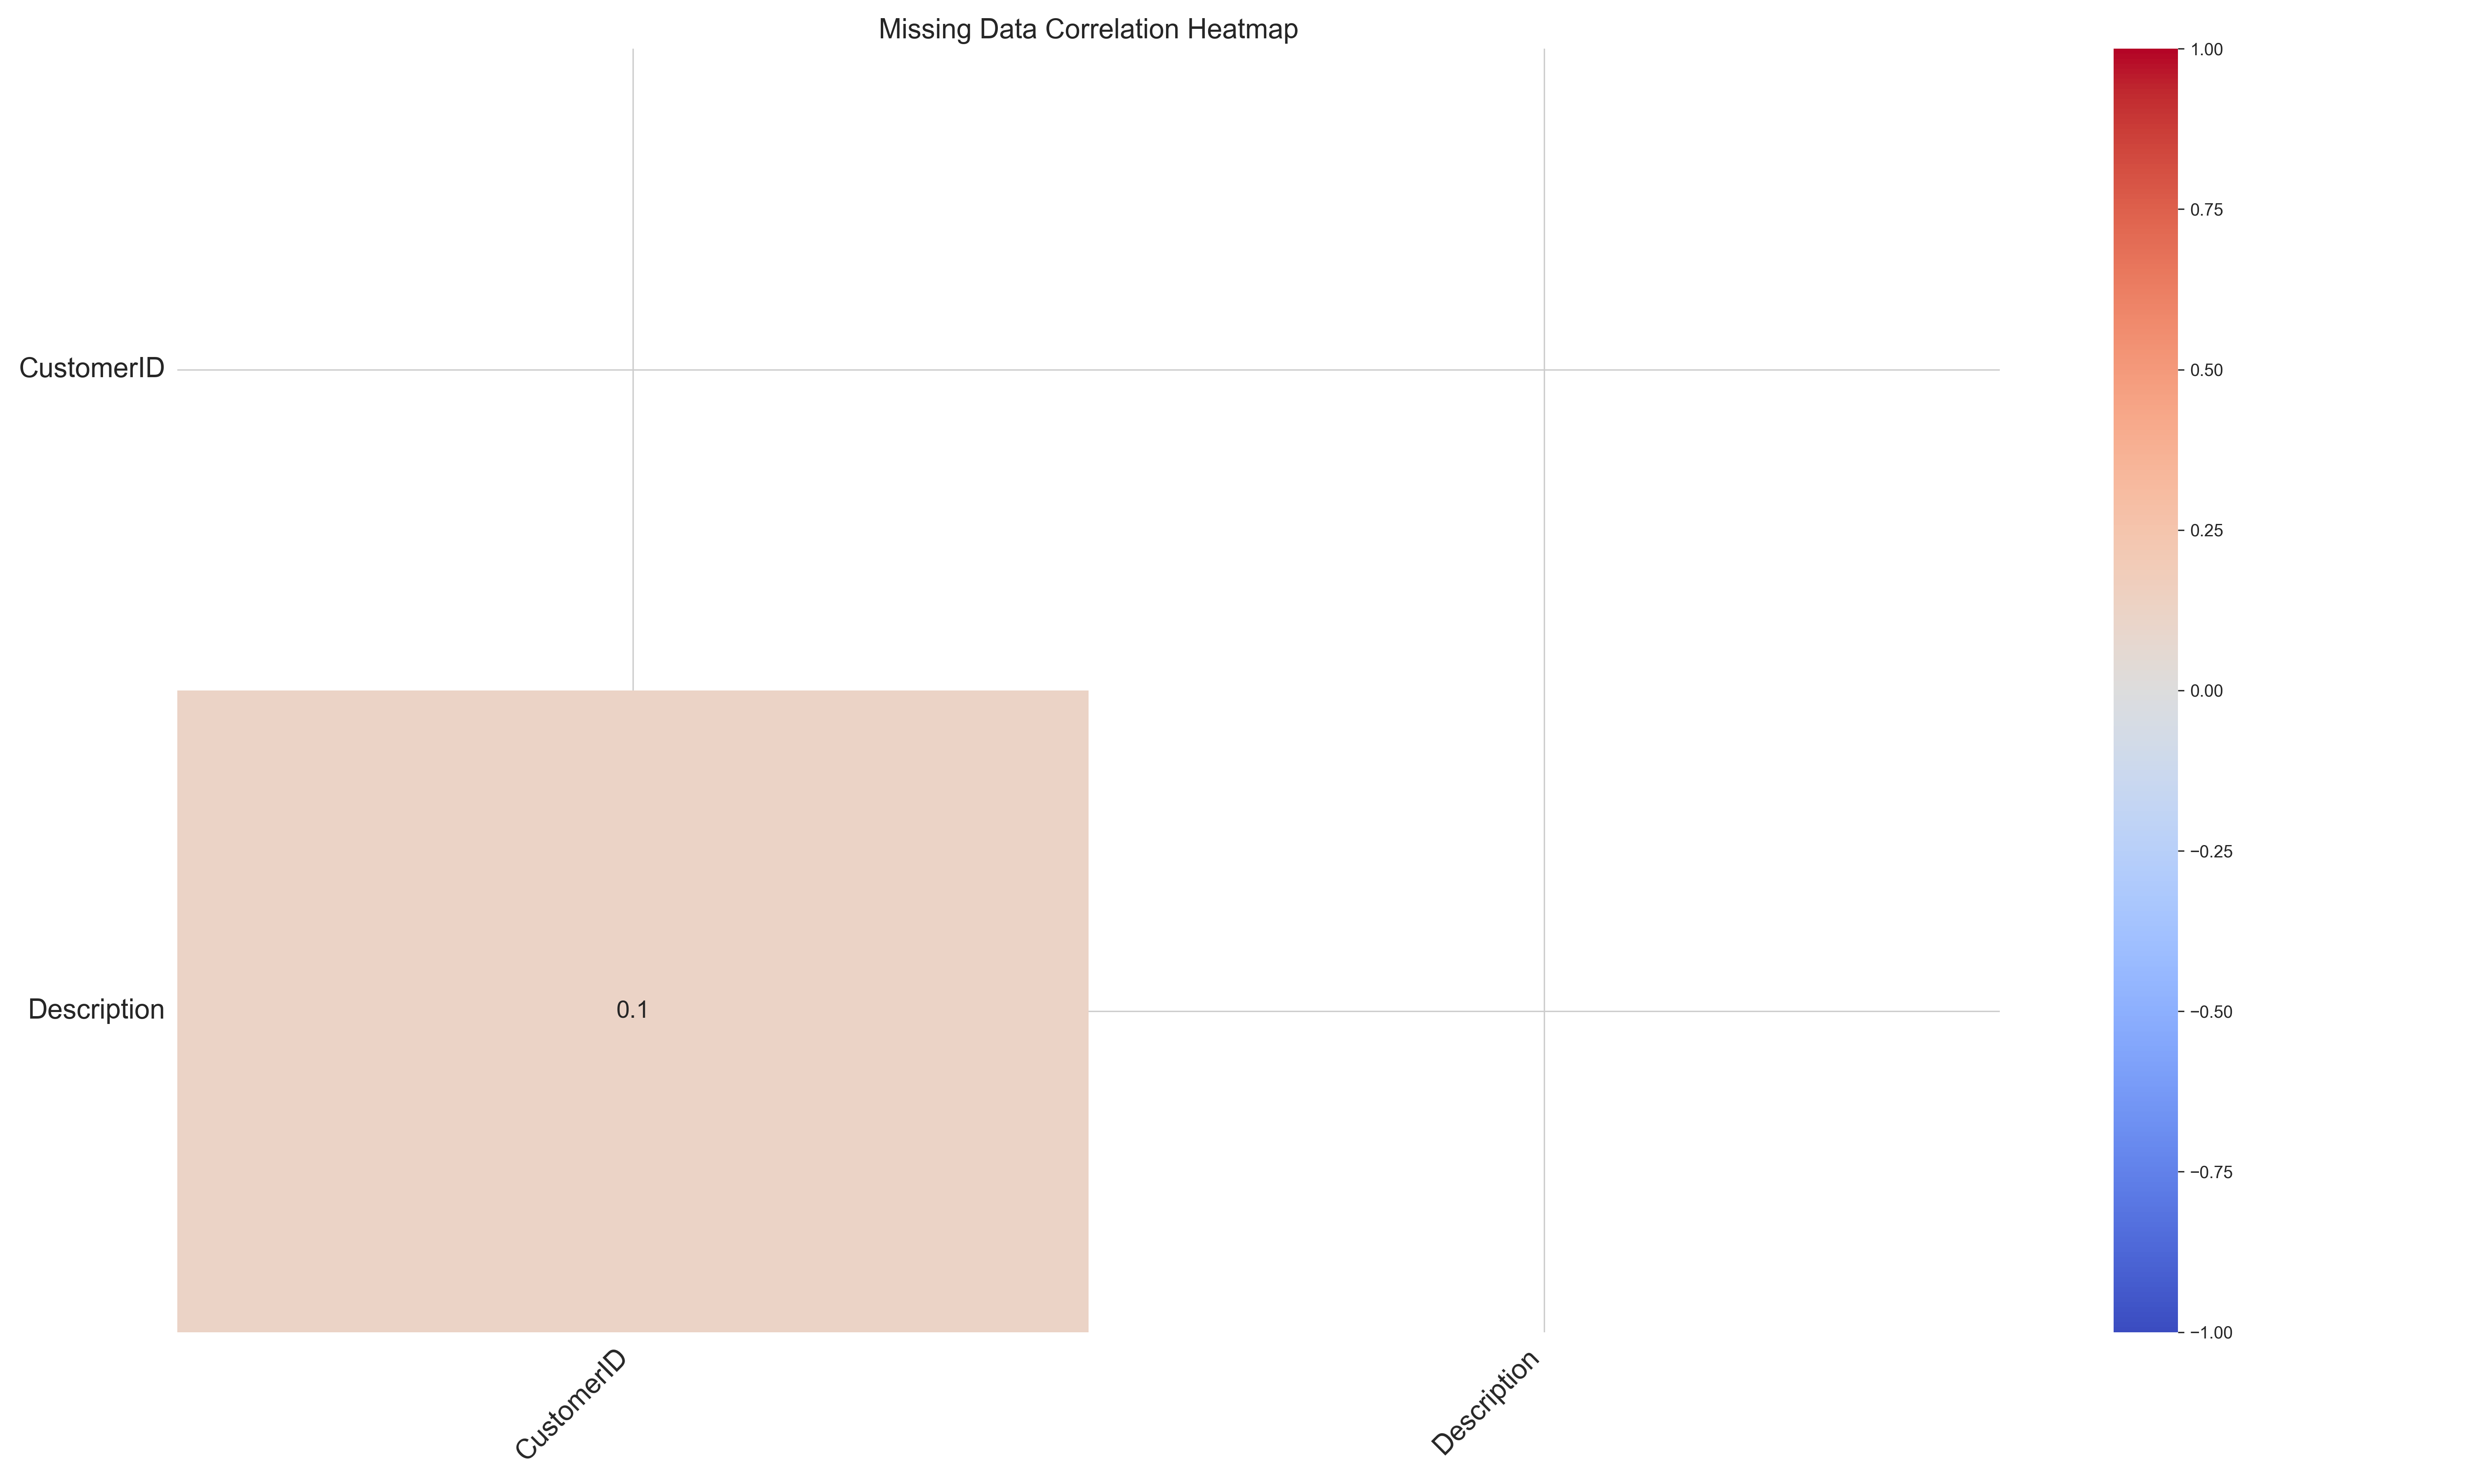 Missing Data Correlation Heatmap
CustomerID
Description
0.1
CustomerID
Description
1.00
0.75
0.50
0.25
0.00
−0.25
−0.50
−0.75
−1.00